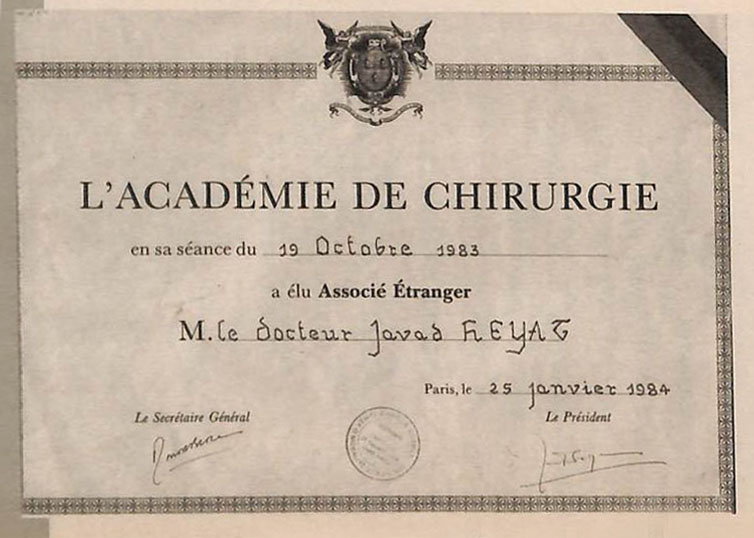 L'ACADÉMIE DE CHIRURGIE
en sa séance du 19 Octobre 1983
a élu Associé Étranger
M. le docteur Javad HEYAT
Paris, le 25 janvier 1984
Le Secrétaire Général
Le Président